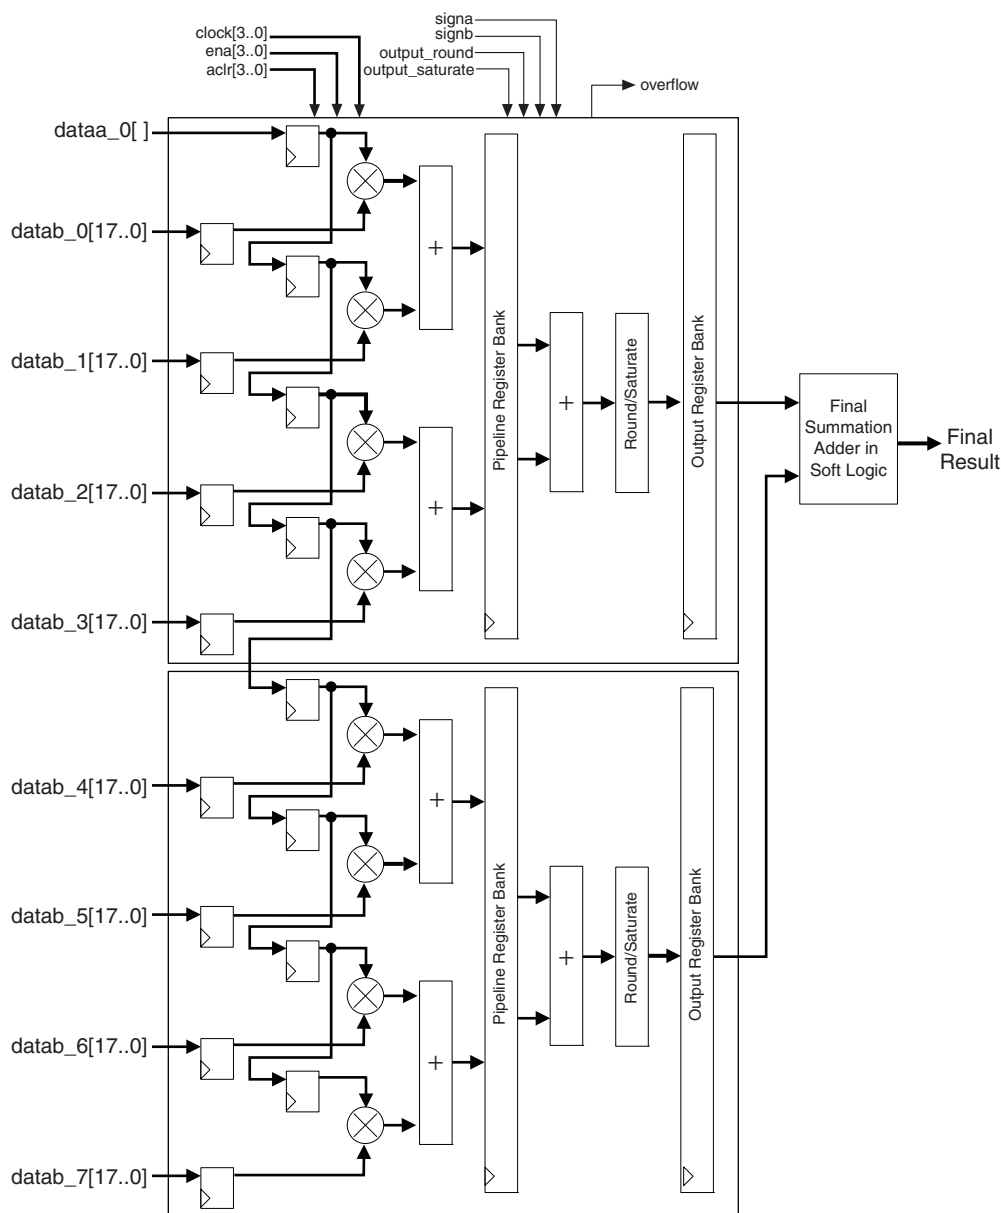 clock[3..0]
ena[3..0]
aclr[3..0]
signa
signb
output_round
output_saturate
overflow
dataa_0[ ]
datab_0[17..0]
datab_1[17..0]
datab_2[17..0]
datab_3[17..0]
+
+
Pipeline Register Bank
+
Round/Saturate
Output Register Bank
Final
Summation
Adder in
Soft Logic
Final
Result
datab_4[17..0]
datab_5[17..0]
datab_6[17..0]
datab_7[17..0]
+
+
Pipeline Register Bank
+
Round/Saturate
Output Register Bank